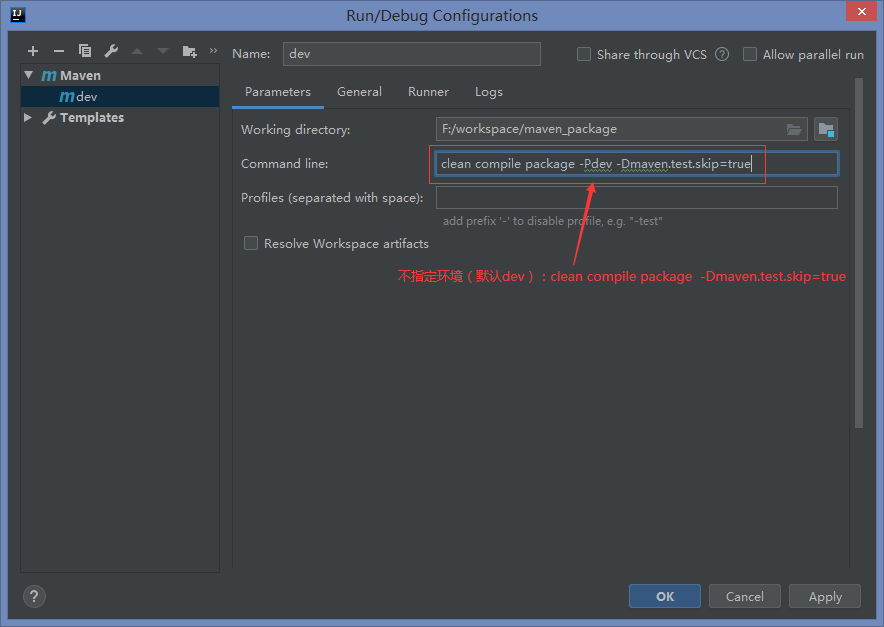 IJ
Run/Debug Configurations
Name: dev
Share through VCS ?
Allow parallel run
m Maven
m dev
Templates
Parameters General Runner Logs
Working directory: F:/workspace/maven_package
Command line: clean compile package -Pdev -Dmaven.test.skip=true
Profiles (separated with space):
add prefix '-' to disable profile, e.g. "-test"
Resolve Workspace artifacts
不指定环境（默认dev）：clean compile package -Dmaven.test.skip=true
? OK Cancel Apply